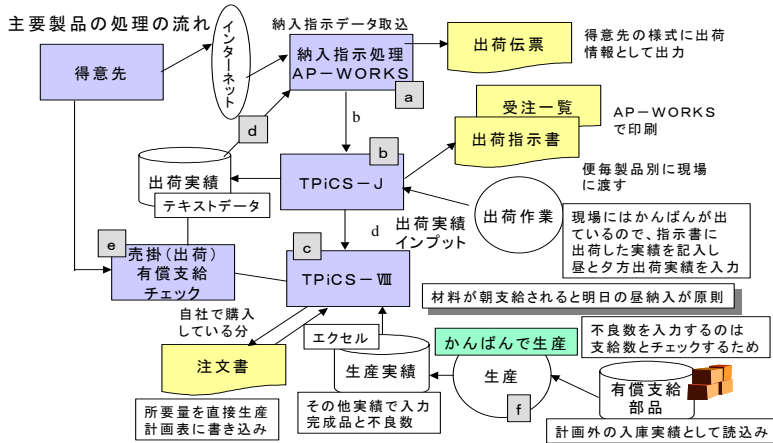 主要製品の処理の流れ
得意先
インターネット
納入指示データ取込
納入指示処理
AP-WORKS
a
出荷伝票
得意先の様式に出荷
情報として出力
受注一覧
出荷指示書
AP-WORKS
で印刷
便毎製品別に現場
に渡す
d
b
b
TPiCS-J
出荷実績
テキストデータ
d
出荷実績
インプット
出荷作業
現場にはかんばんが出
ているので、指示書に
出荷した実績を記入し
昼と夕方出荷実績を入力
e
売掛(出荷)
有償支給
チェック
c
TPiCS-Ⅷ
材料が朝支給されると明日の昼納入が原則
自社で購入
している分
注文書
所要量を直接生産
計画表に書き込み
エクセル
生産実績
その他実績で入力
完成品と不良数
かんばんで生産
生産
f
不良数を入力するのは
支給数とチェックするため
有償支給
部品
計画外の入庫実績として読込み